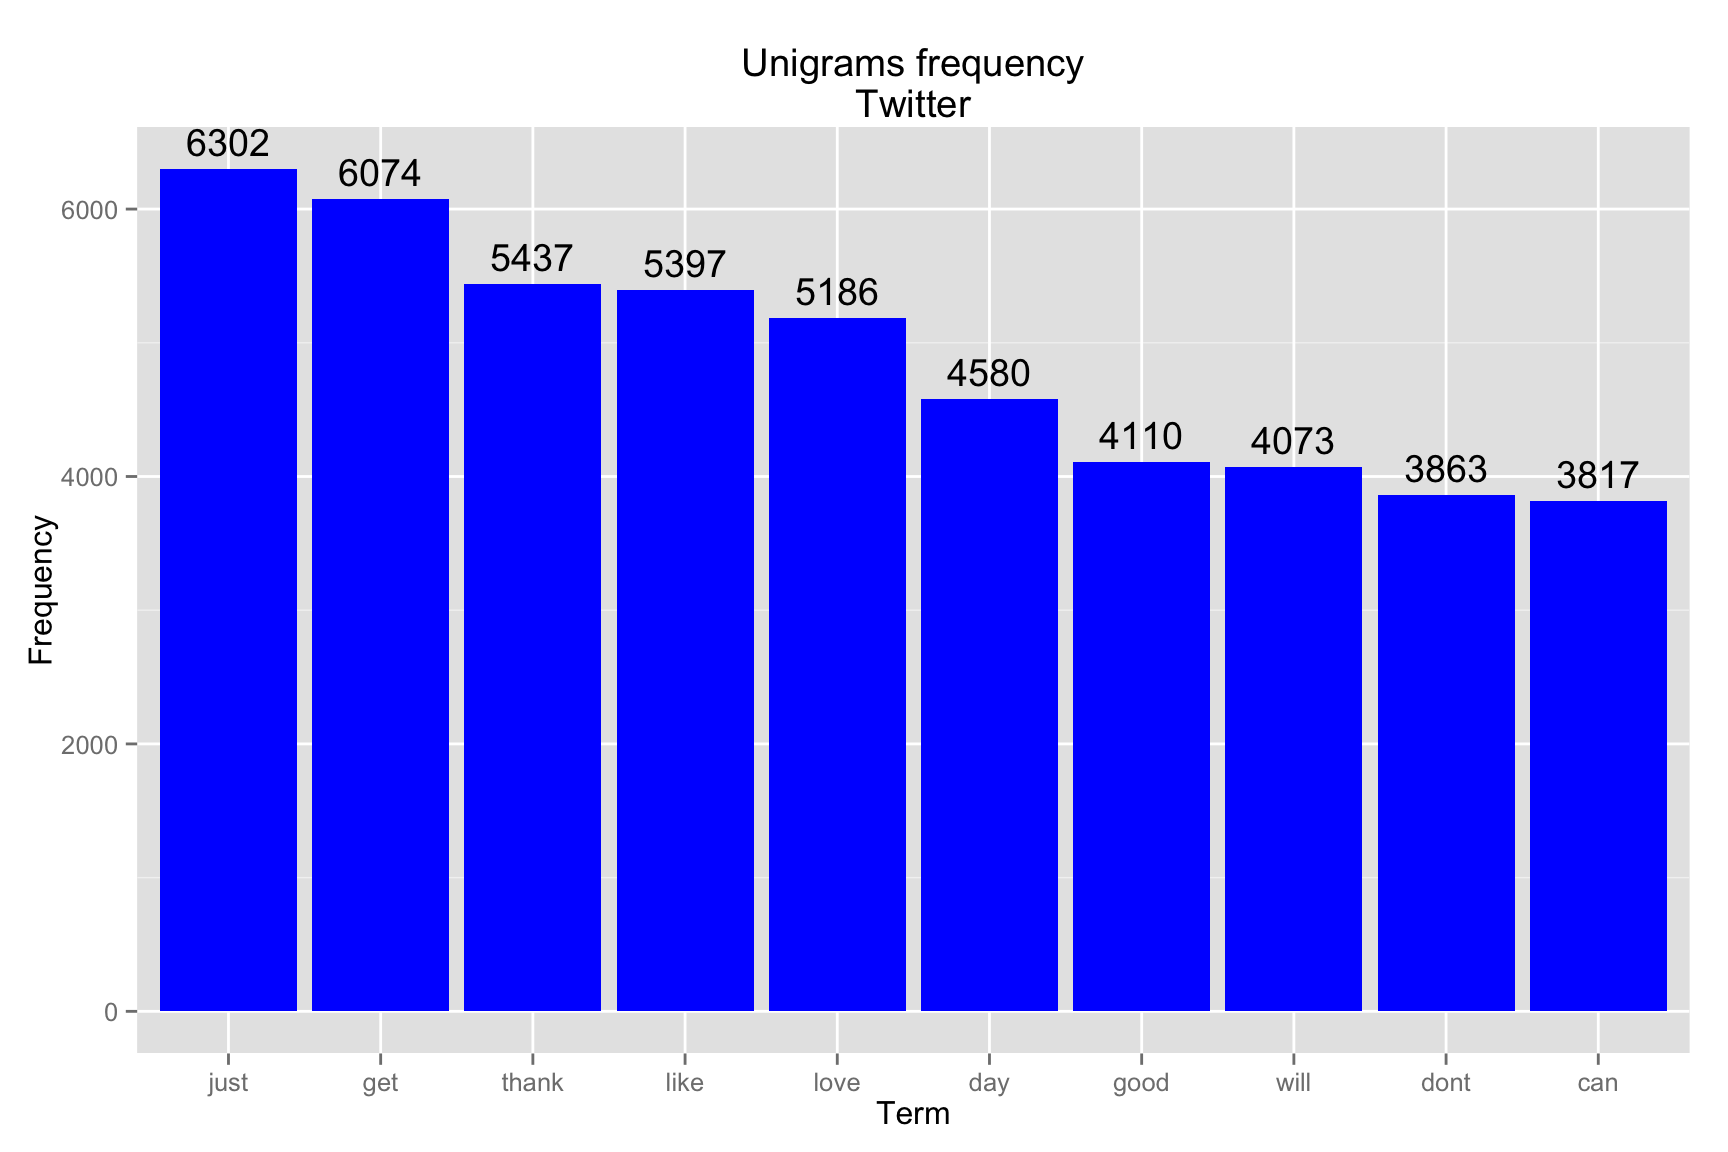 Unigrams frequency
Twitter
6302
6074
5437
5397
5186
4580
4110
4073
3863
3817
6000
4000
2000
0
Frequency
just get thank like love day good will dont can
Term